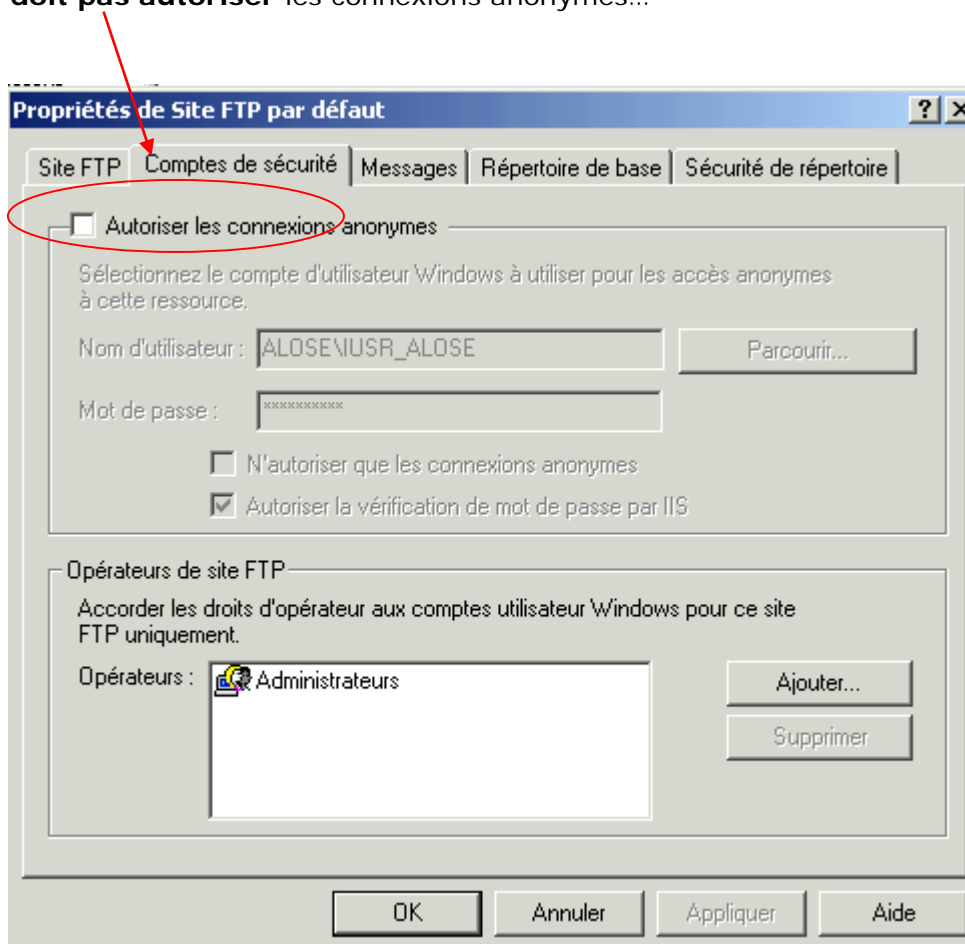 doit pas autoriser les connexions anonymes...
Propriétés de Site FTP par défaut
Site FTP Comptes de sécurité Messages Répertoire de base Sécurité de répertoire
Autoriser les connexions anonymes
Sélectionnez le compte d'utilisateur Windows à utiliser pour les accès anonymes
à cette ressource.
Nom d'utilisateur : ALOSE\IUSR_ALOSE Parcourir...
Mot de passe : **********
N'autoriser que les connexions anonymes
Autoriser la vérification de mot de passe par IIS
Opérateurs de site FTP
Accorder les droits d'opérateur aux comptes utilisateur Windows pour ce site
FTP uniquement.
Opérateurs : Administrateurs Ajouter...
Supprimer
OK Annuler Appliquer Aide